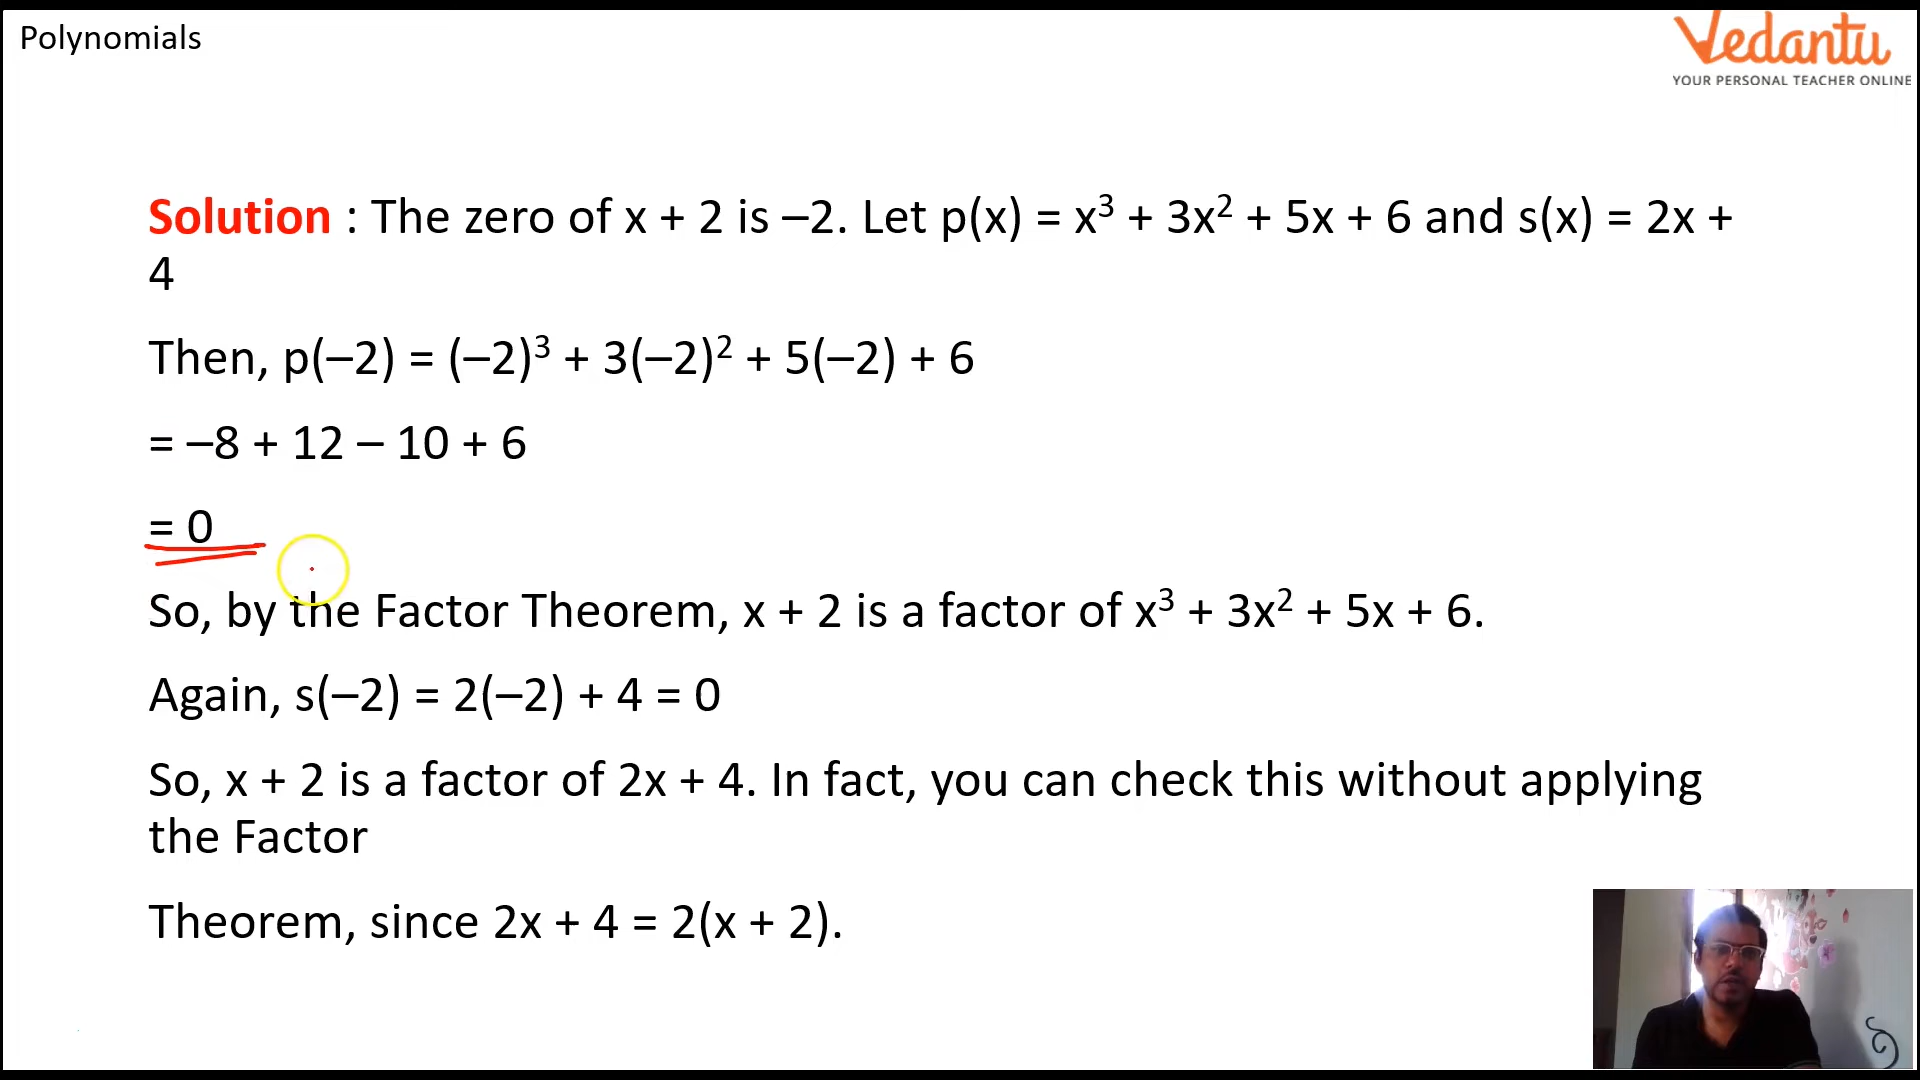 Polynomials
Vedantu
YOUR PERSONAL TEACHER ONLINE
Solution : The zero of x + 2 is –2. Let p(x) = x³ + 3x² + 5x + 6 and s(x) = 2x +
4
Then, p(–2) = (–2)³ + 3(–2)² + 5(–2) + 6
= –8 + 12 – 10 + 6
= 0
So, by the Factor Theorem, x + 2 is a factor of x³ + 3x² + 5x + 6.
Again, s(–2) = 2(–2) + 4 = 0
So, x + 2 is a factor of 2x + 4. In fact, you can check this without applying
the Factor
Theorem, since 2x + 4 = 2(x + 2).